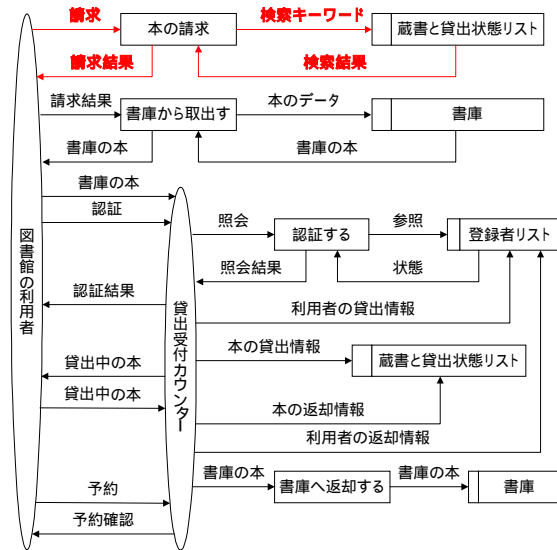 請求
本の請求
検索キーワード
蔵書と貸出状態リスト
請求結果
検索結果
請求結果
書庫から取出す
本のデータ
書庫
書庫の本
書庫の本
書庫の本
認証
照会
認証する
参照
登録者リスト
照会結果
状態
図書館の利用者
貸出受付カウンター
認証結果
利用者の貸出情報
本の貸出情報
蔵書と貸出状態リスト
貸出中の本
貸出中の本
本の返却情報
利用者の返却情報
書庫の本
書庫へ返却する
書庫の本
書庫
予約
予約確認